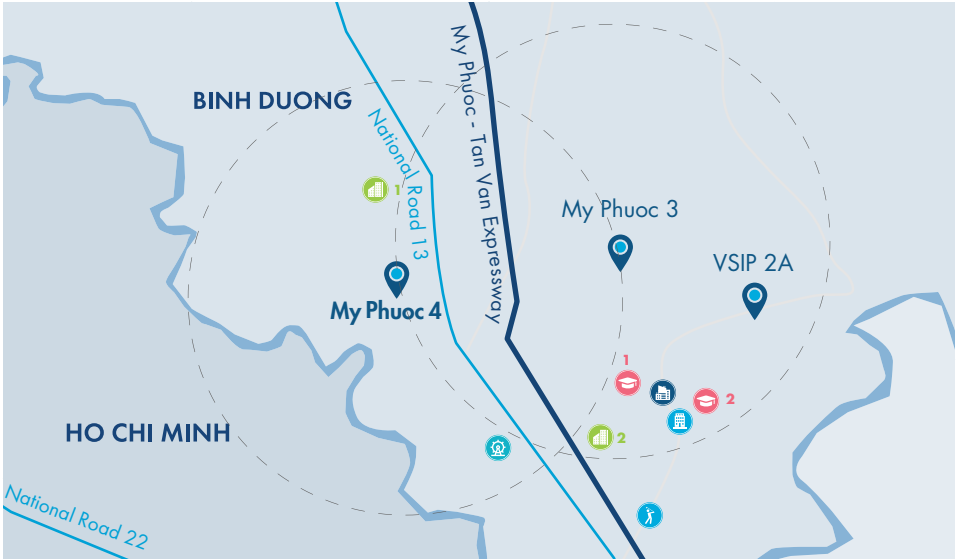 BINH DUONG
National Road 13
My Phuoc - Tan Van Expressway
1
My Phuoc 3
VSIP 2A
My Phuoc 4
1
2
2
HO CHI MINH
National Road 22